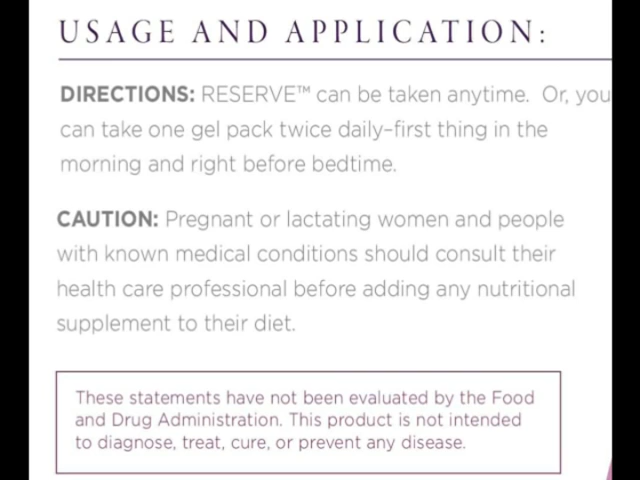 USAGE AND APPLICATION:
DIRECTIONS: RESERVE™ can be taken anytime. Or, you
can take one gel pack twice daily–first thing in the
morning and right before bedtime.
CAUTION: Pregnant or lactating women and people
with known medical conditions should consult their
health care professional before adding any nutritional
supplement to their diet.
These statements have not been evaluated by the Food
and Drug Administration. This product is not intended
to diagnose, treat, cure, or prevent any disease.